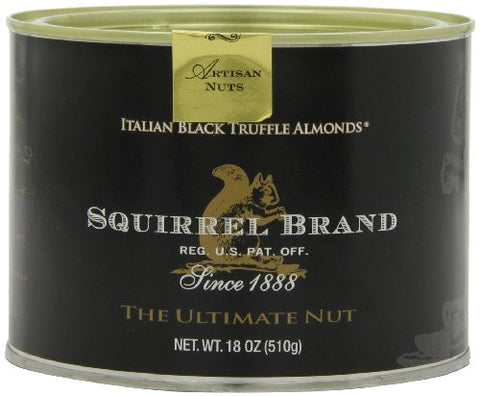 Artisan
Nuts
Italian Black Truffle Almonds®
Squirrel Brand
REG. U.S. PAT. OFF.
Since 1888
The Ultimate Nut
NET. WT. 18 OZ (510g)